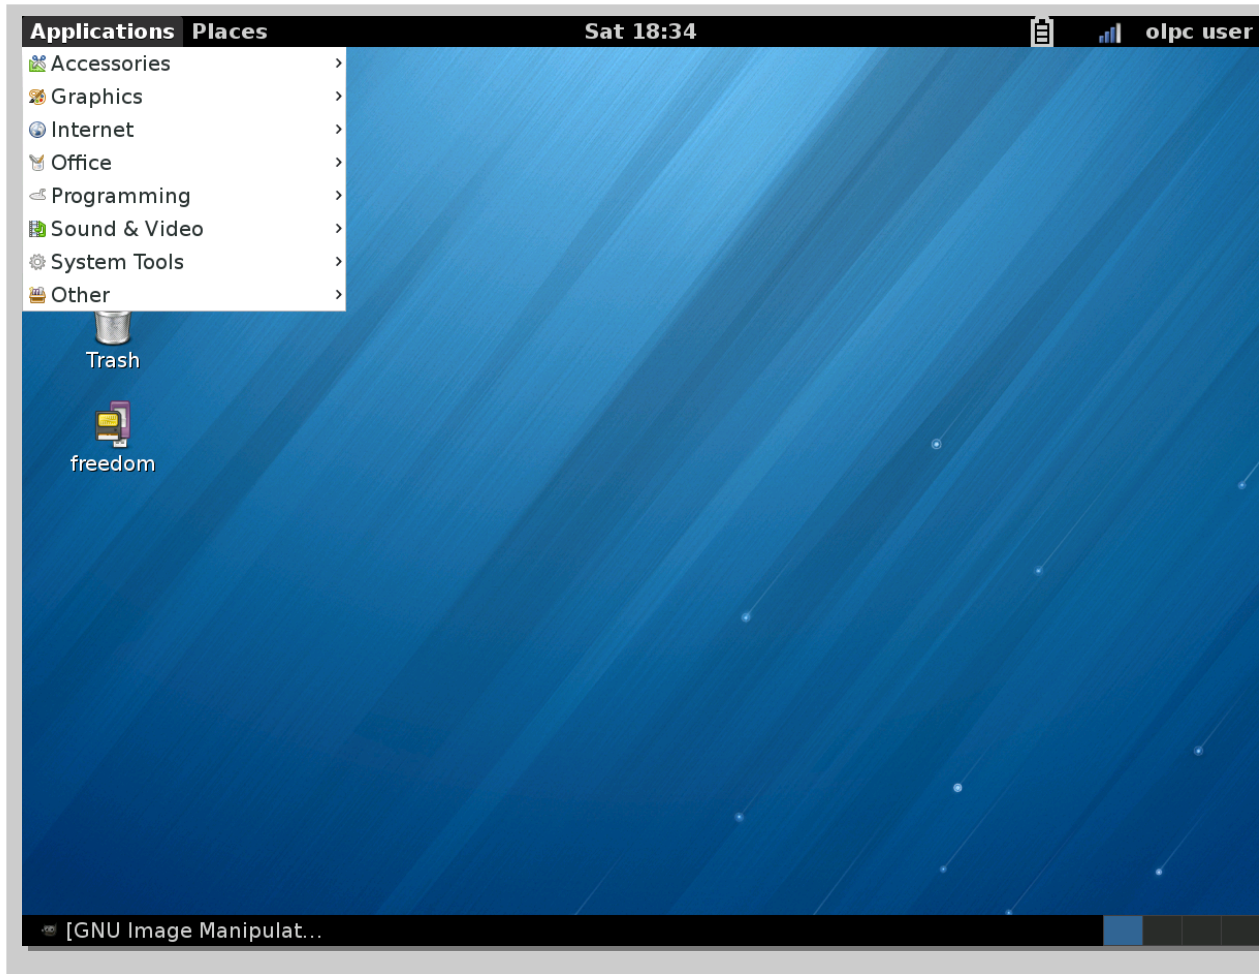 Applications Places Sat 18:34 olpc user
Accessories
Graphics
Internet
Office
Programming
Sound & Video
System Tools
Other
Trash
freedom
[GNU Image Manipulat...